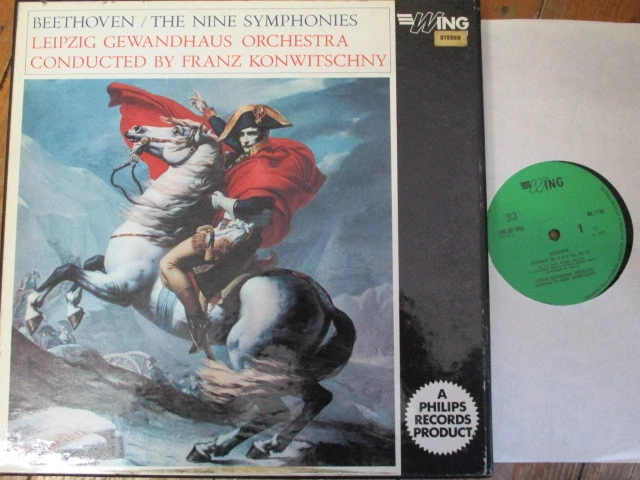 BEETHOVEN / THE NINE SYMPHONIES
LEIPZIG GEWANDHAUS ORCHESTRA
CONDUCTED BY FRANZ KONWITSCHNY
WING
STEREO
A
PHILIPS
RECORDS
PRODUCT
WING
33
1
BEETHOVEN